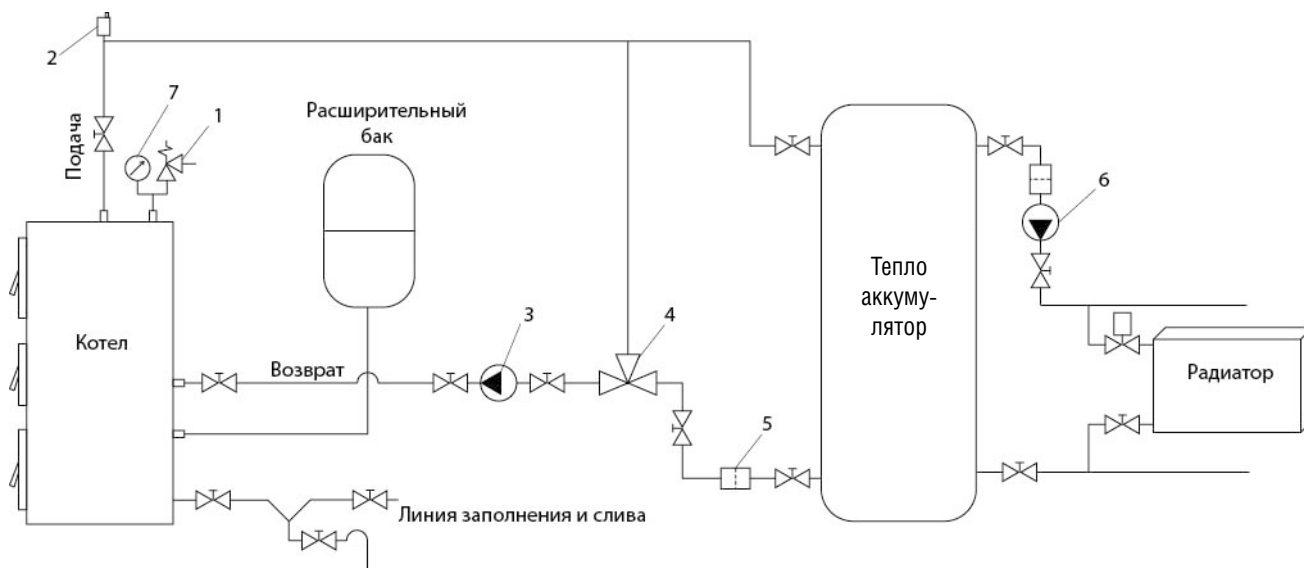 2
7
1
Подача
Расширительный
бак
6
Тепло
аккуму-
лятор
Котел
Возврат
3
4
Радиатор
5
Линия заполнения и слива